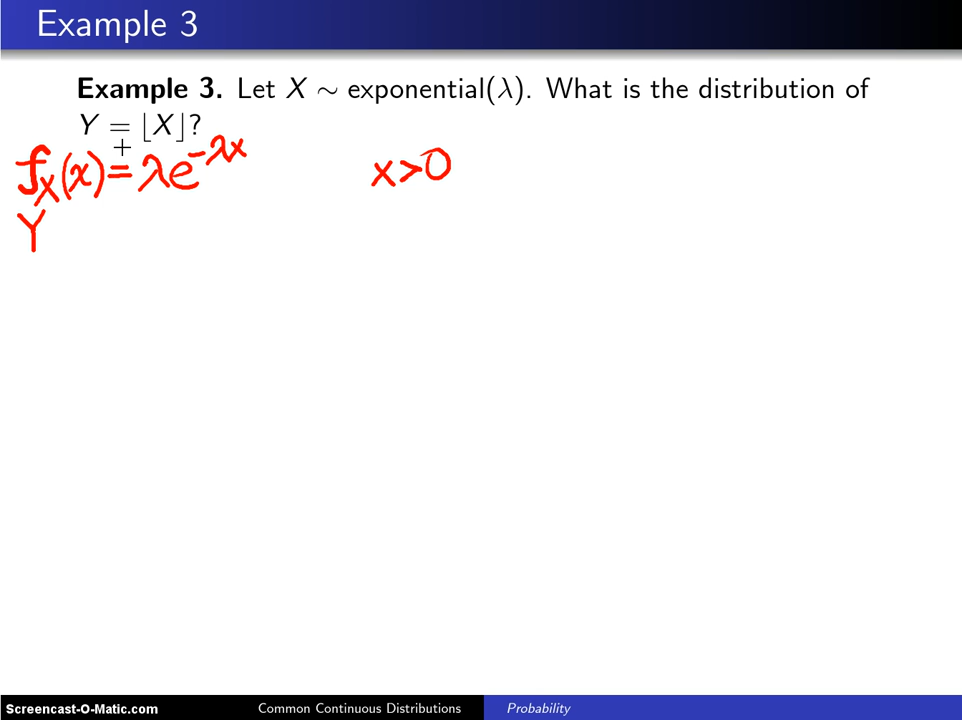 Example 3
Example 3. Let X ∼ exponential(λ). What is the distribution of
Y = ⌊X⌋?
f_X(x) = λe^{-λx} x>0
Y
Screencast-O-Matic.com Common Continuous Distributions Probability